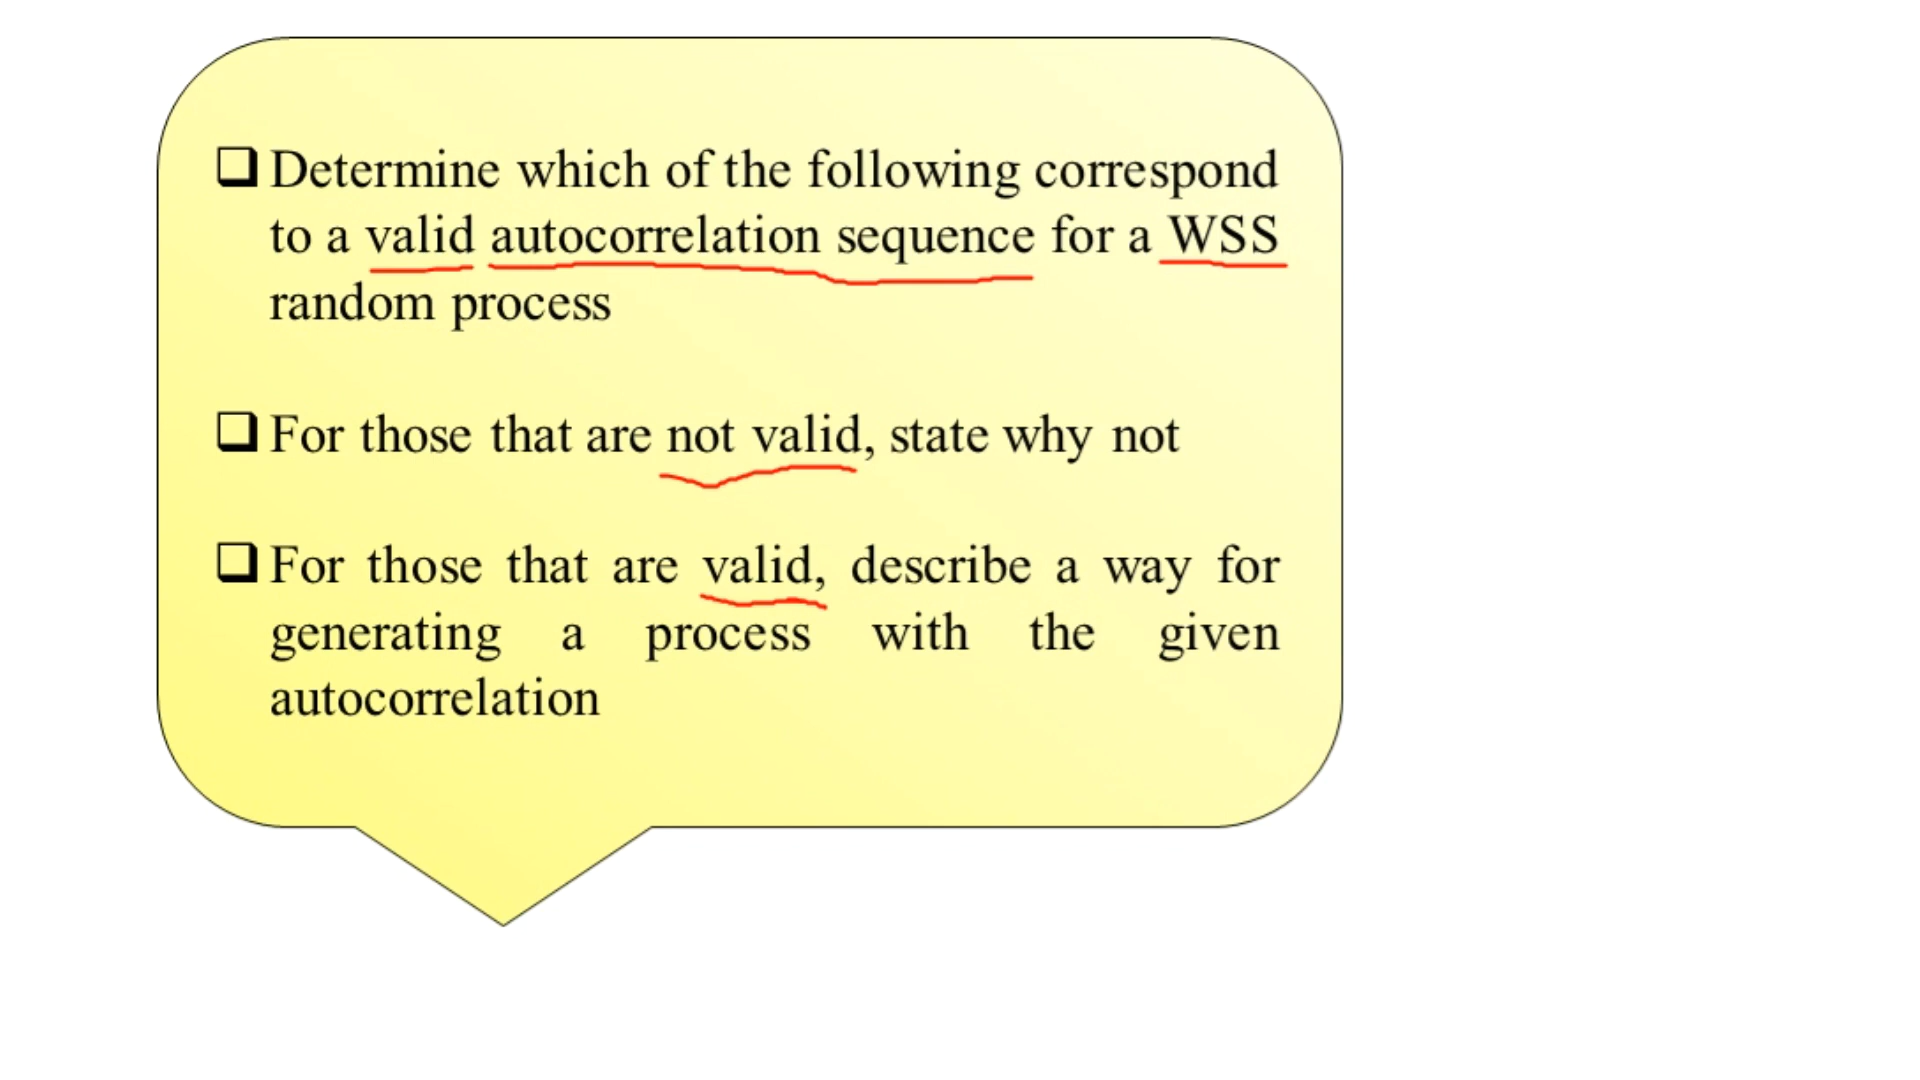 Determine which of the following correspond
to a valid autocorrelation sequence for a WSS
random process
For those that are not valid, state why not
For those that are valid, describe a way for
generating a process with the given
autocorrelation